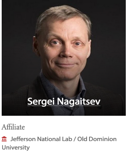 Sergei Nagaitsev
Affiliate
Jefferson National Lab / Old Dominion
University